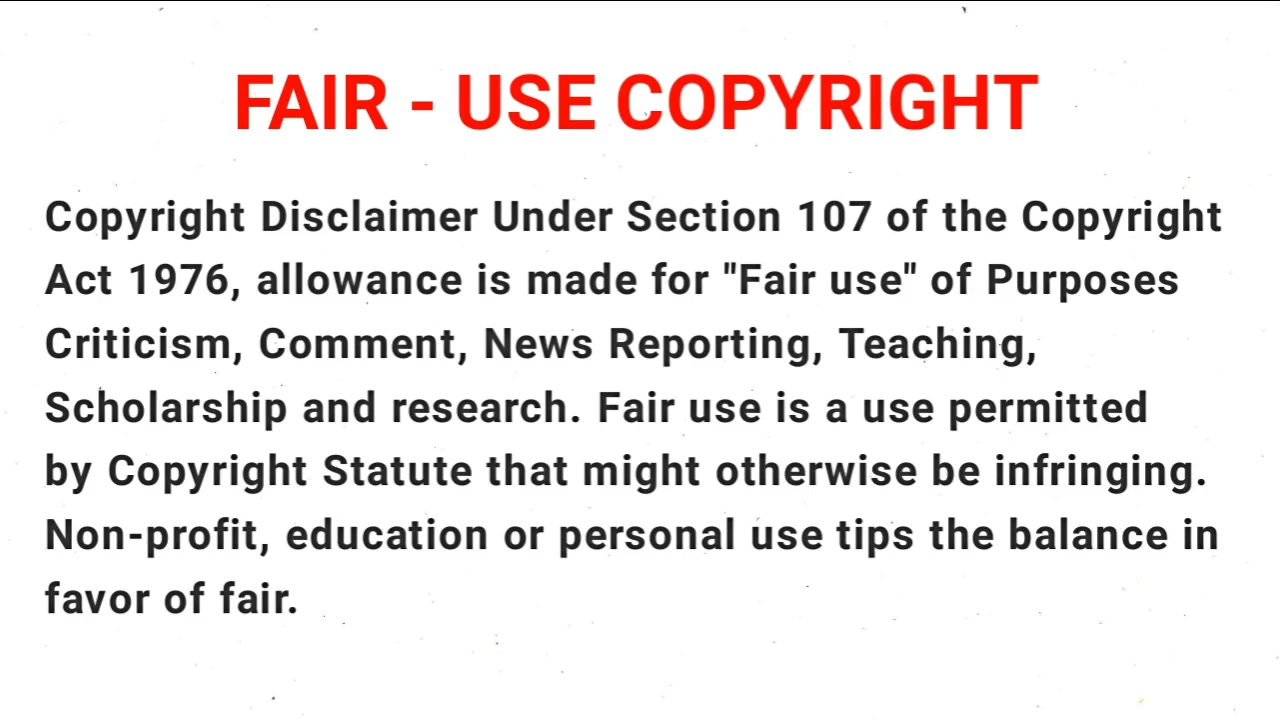 FAIR - USE COPYRIGHT
Copyright Disclaimer Under Section 107 of the Copyright
Act 1976, allowance is made for "Fair use" of Purposes
Criticism, Comment, News Reporting, Teaching,
Scholarship and research. Fair use is a use permitted
by Copyright Statute that might otherwise be infringing.
Non-profit, education or personal use tips the balance in
favor of fair.